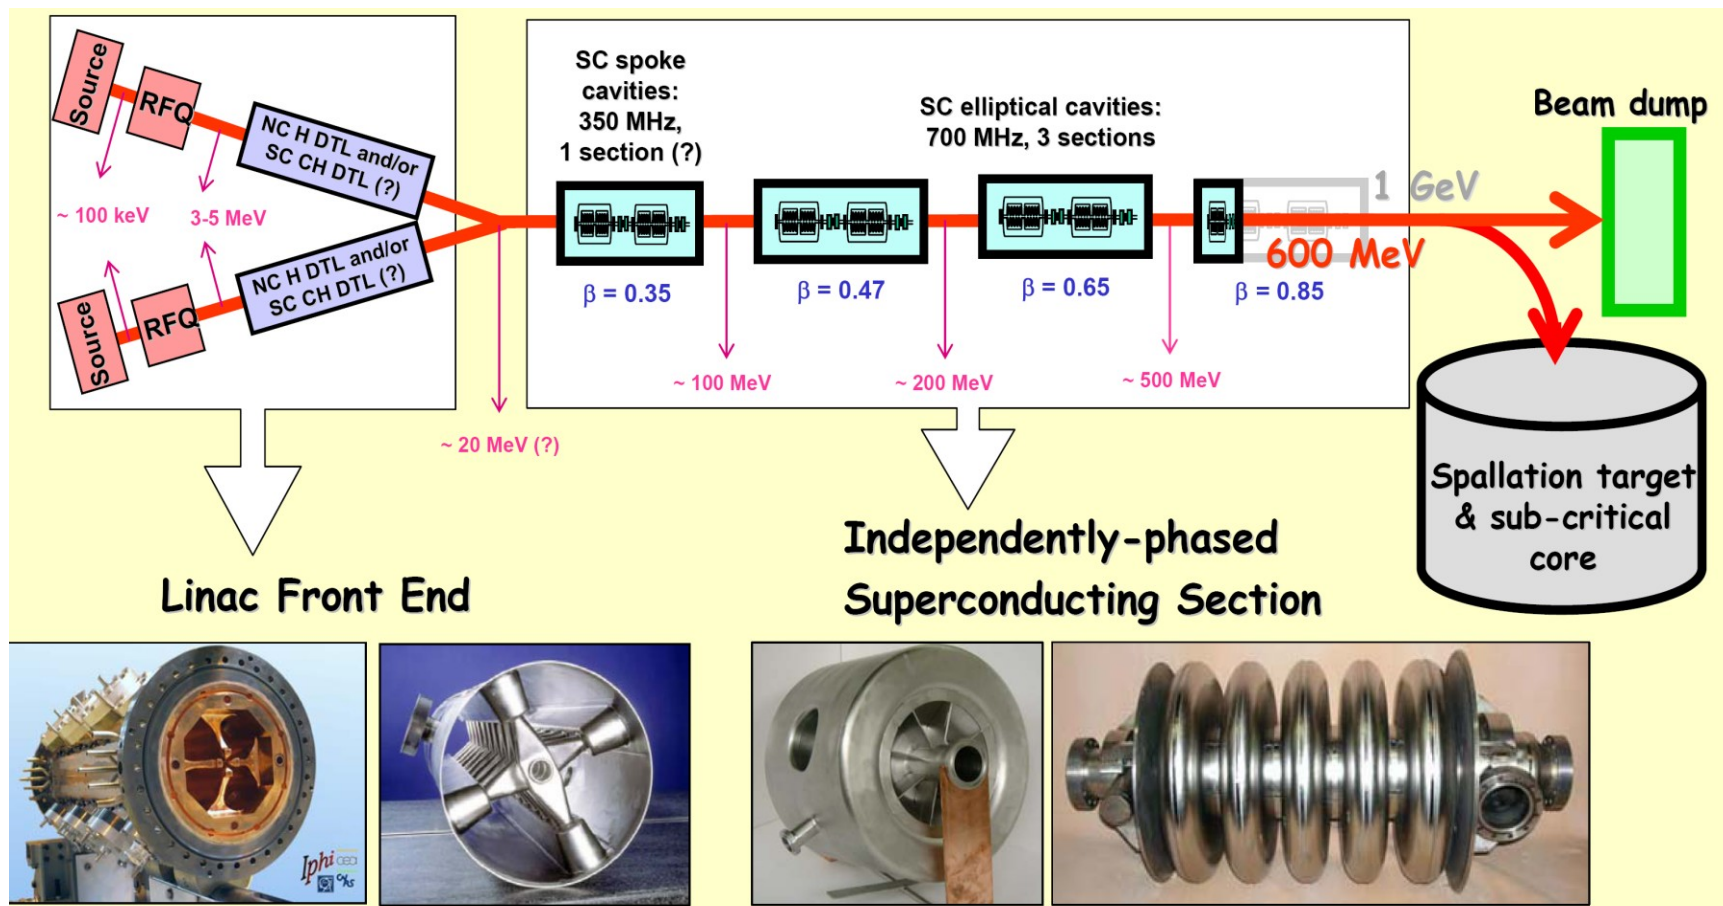 Source
RFQ
NC H DTL and/or
SC CH DTL (?)
~ 100 keV
3-5 MeV
Source
RFQ
NC H DTL and/or
SC CH DTL (?)
~ 20 MeV (?)
SC spoke
cavities:
350 MHz,
1 section (?)
SC elliptical cavities:
700 MHz, 3 sections
β = 0.35
β = 0.47
β = 0.65
β = 0.85
~ 100 MeV
~ 200 MeV
~ 500 MeV
1 GeV
600 MeV
Beam dump
Spallation target
& sub-critical
core
Linac Front End
Independently-phased
Superconducting Section
Iphi